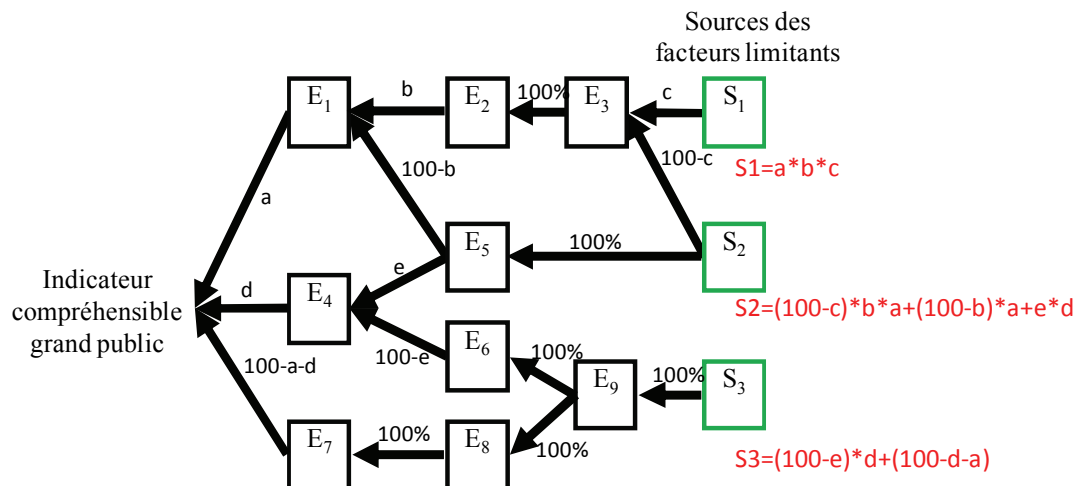 Sources des
facteurs limitants
E1
b
E2
100%
E3
c
S1
100-c
S1=a*b*c
100-b
a
E5
100%
S2
e
Indicateur
compréhensible
grand public
d
E4
S2=(100-c)*b*a+(100-b)*a+e*d
100-e
E6
100%
E9
100%
S3
100-a-d
E7
100%
E8
100%
S3=(100-e)*d+(100-d-a)